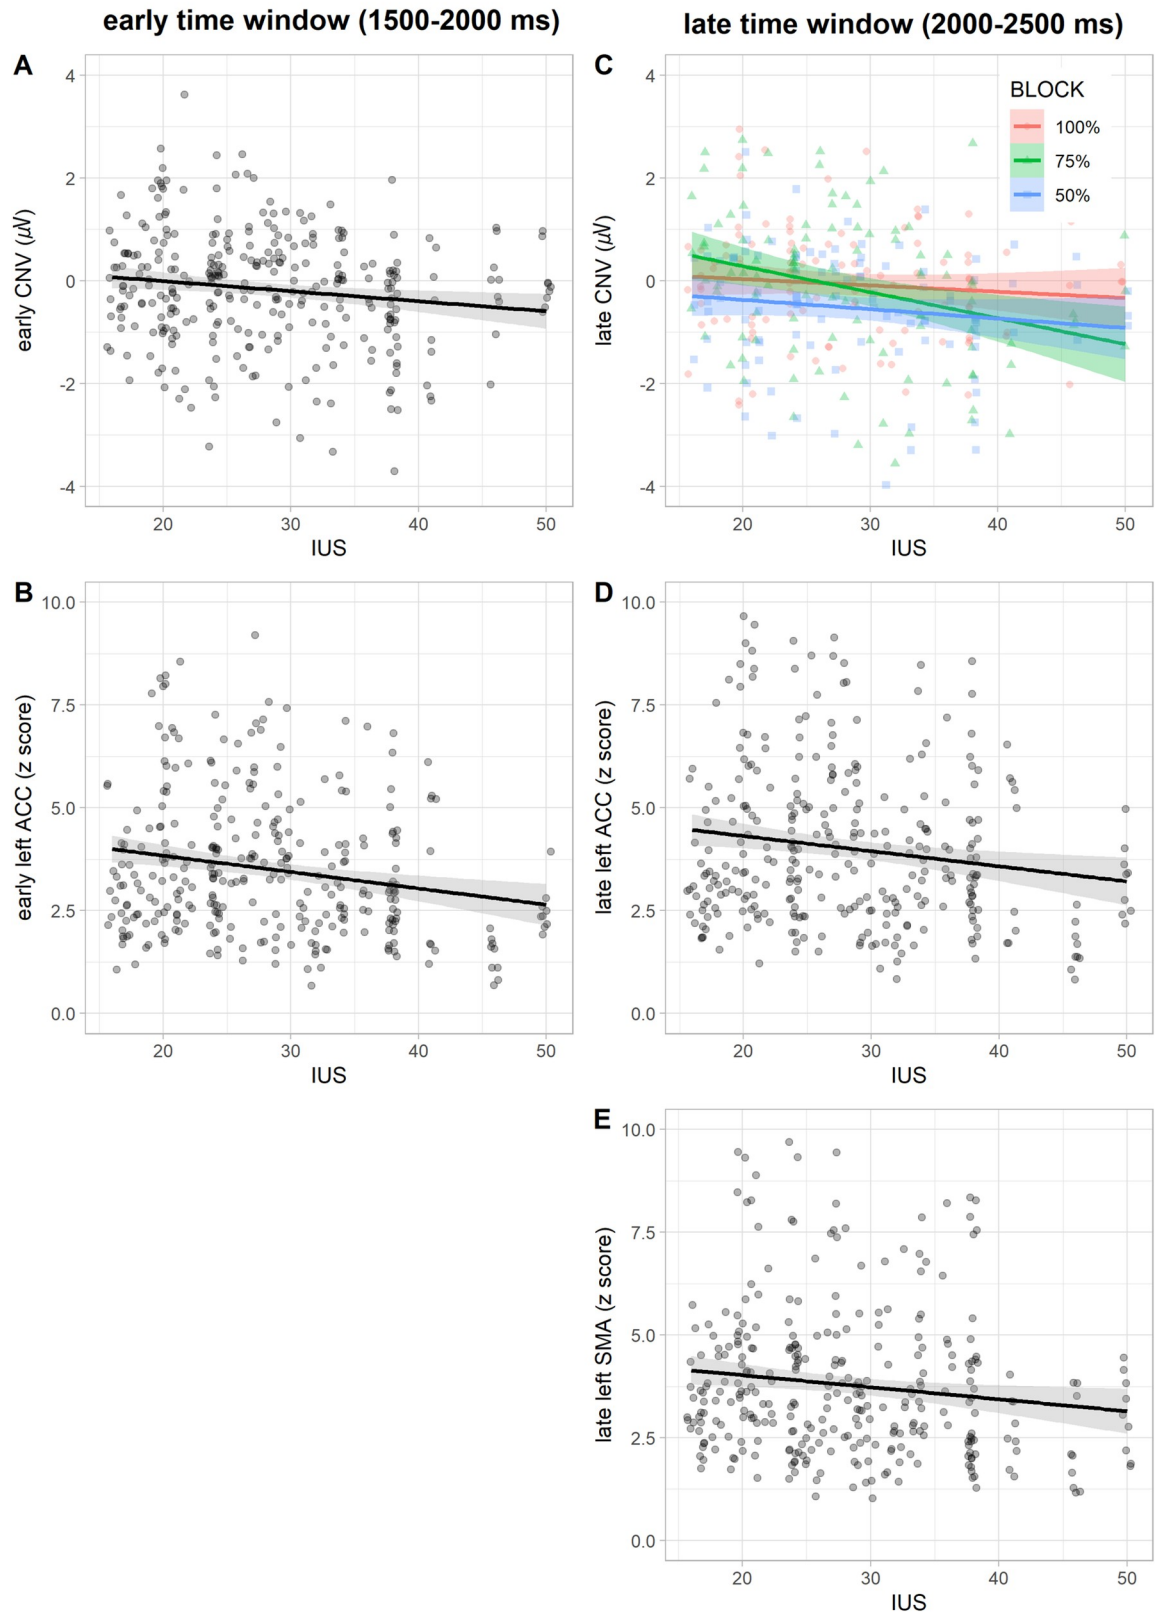 early time window (1500-2000 ms)
late time window (2000-2500 ms)
A
4
2
0
-2
-4
early CNV (µV)
20 30 40 50
IUS
C
4
2
0
-2
-4
late CNV (µV)
BLOCK
100%
75%
50%
20 30 40 50
IUS
B
10.0
7.5
5.0
2.5
0.0
early left ACC (z score)
20 30 40 50
IUS
D
10.0
7.5
5.0
2.5
0.0
late left ACC (z score)
20 30 40 50
IUS
E
10.0
7.5
5.0
2.5
0.0
late left SMA (z score)
20 30 40 50
IUS